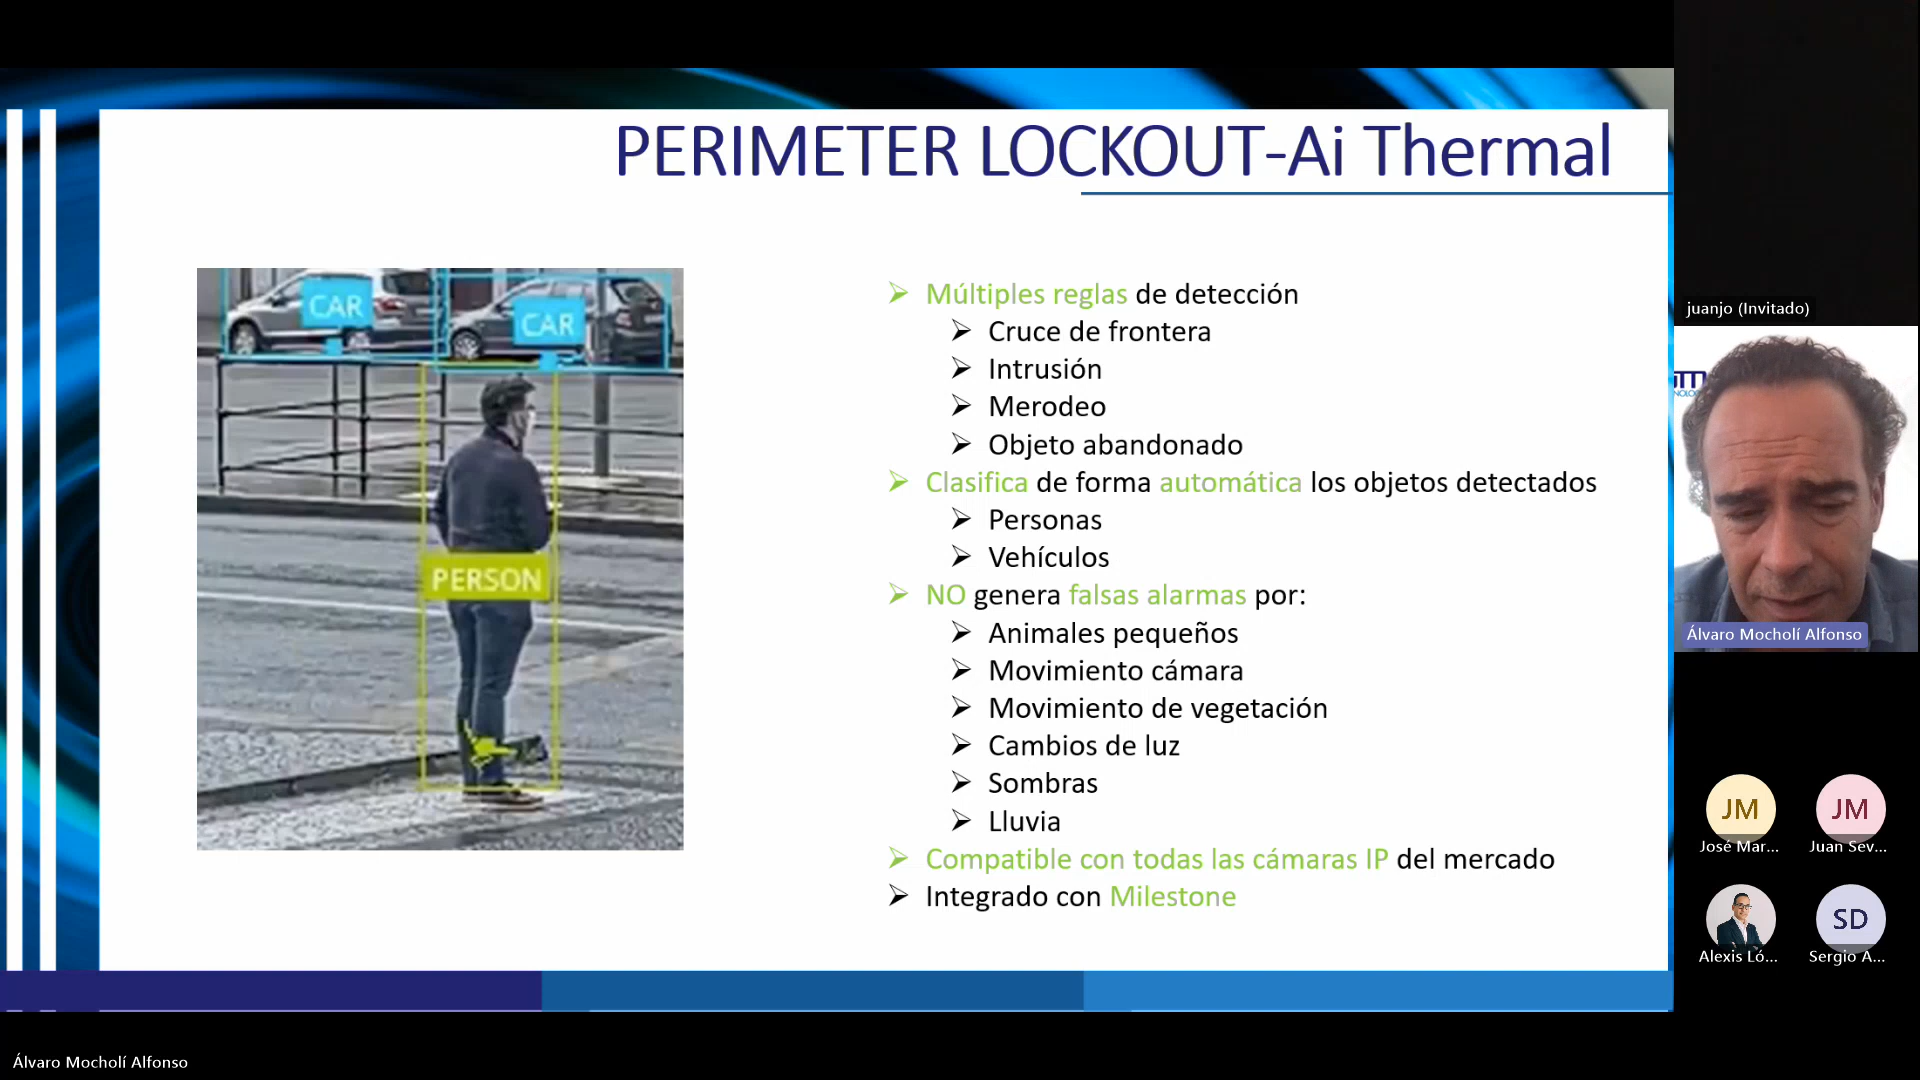 PERIMETER LOCKOUT-Ai Thermal
CAR
CAR
PERSON
Múltiples reglas de detección
Cruce de frontera
Intrusión
Merodeo
Objeto abandonado
Clasifica de forma automática los objetos detectados
Personas
Vehículos
NO genera falsas alarmas por:
Animales pequeños
Movimiento cámara
Movimiento de vegetación
Cambios de luz
Sombras
Lluvia
Compatible con todas las cámaras IP del mercado
Integrado con Milestone
juanjo (Invitado)
Álvaro Mocholí Alfonso
JM
José Mar...
JM
Juan Sev...
Alexis Ló...
SD
Sergio A...
Álvaro Mocholí Alfonso